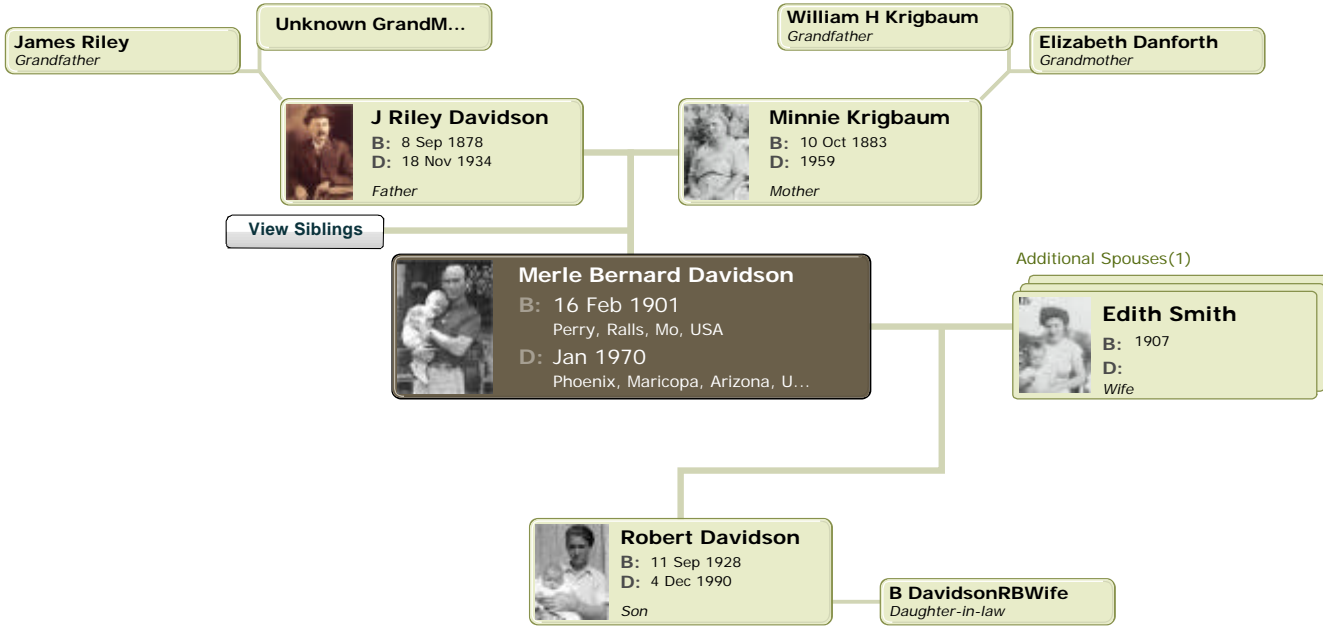 James Riley
Grandfather
Unknown GrandM...
William H Krigbaum
Grandfather
Elizabeth Danforth
Grandmother
J Riley Davidson
B: 8 Sep 1878
D: 18 Nov 1934
Father
Minnie Krigbaum
B: 10 Oct 1883
D: 1959
Mother
View Siblings
Merle Bernard Davidson
B: 16 Feb 1901
Perry, Ralls, Mo, USA
D: Jan 1970
Phoenix, Maricopa, Arizona, U...
Additional Spouses(1)
Edith Smith
B: 1907
D:
Wife
Robert Davidson
B: 11 Sep 1928
D: 4 Dec 1990
Son
B DavidsonRBWife
Daughter-in-law